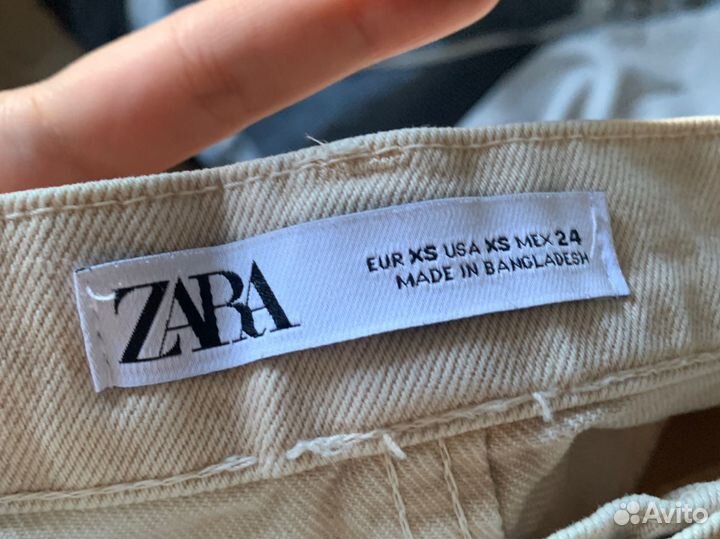 ZARA
EUR XS USA XS MEX 24
MADE IN BANGLADESH
Avito